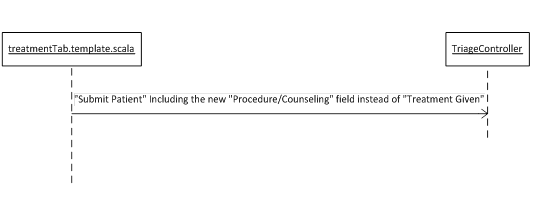 treatmentTab.template.scala
TriageController
"Submit Patient" Including the new "Procedure/Counseling" field instead of "Treatment Given"